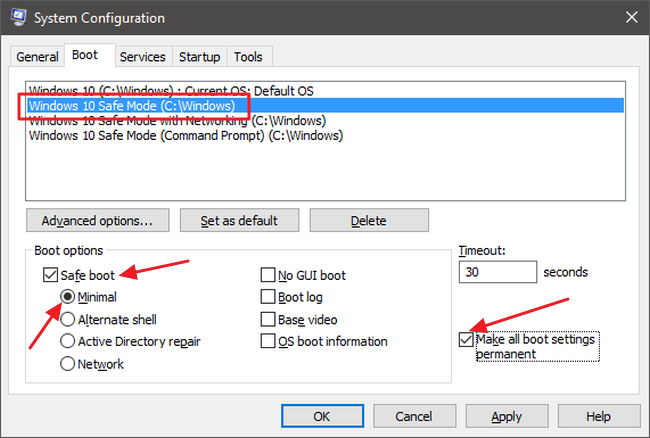 System Configuration
General Boot Services Startup Tools
Windows 10 (C:\Windows) : Current OS: Default OS
Windows 10 Safe Mode (C:\Windows)
Windows 10 Safe Mode with Networking (C:\Windows)
Windows 10 Safe Mode (Command Prompt) (C:\Windows)
Advanced options... Set as default Delete
Boot options
Timeout:
Safe boot No GUI boot 30 seconds
Minimal Boot log
Alternate shell Base video
Active Directory repair OS boot information Make all boot settings
permanent
Network
OK Cancel Apply Help